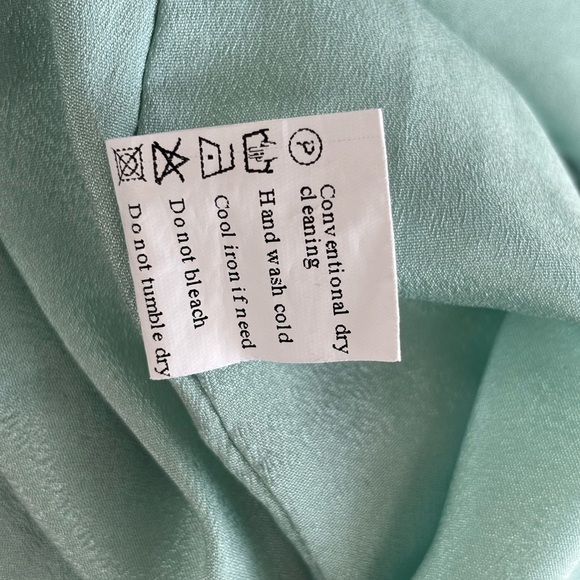 P
Conventional dry
cleaning
Hand wash cold
Cool iron if need
Do not bleach
Do not tumble dry